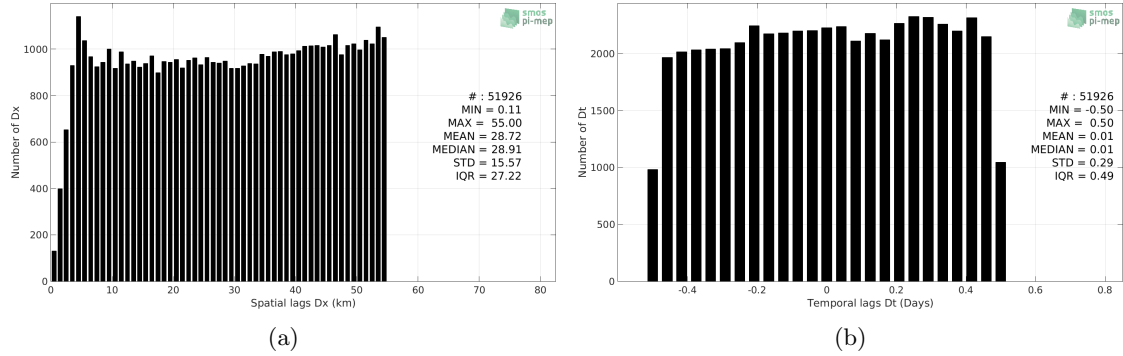 smos
pi-mep
1000
800
600
400
200
0
Number of Dx
# : 51926
MIN = 0.11
MAX = 55.00
MEAN = 28.72
MEDIAN = 28.91
STD = 15.57
IQR = 27.22
0 10 20 30 40 50 60 70 80
Spatial lags Dx (km)
(a)
smos
pi-mep
2000
1500
1000
500
0
Number of Dt
# : 51926
MIN = -0.50
MAX = 0.50
MEAN = 0.01
MEDIAN = 0.01
STD = 0.29
IQR = 0.49
-0.4 -0.2 0 0.2 0.4 0.6 0.8
Temporal lags Dt (Days)
(b)